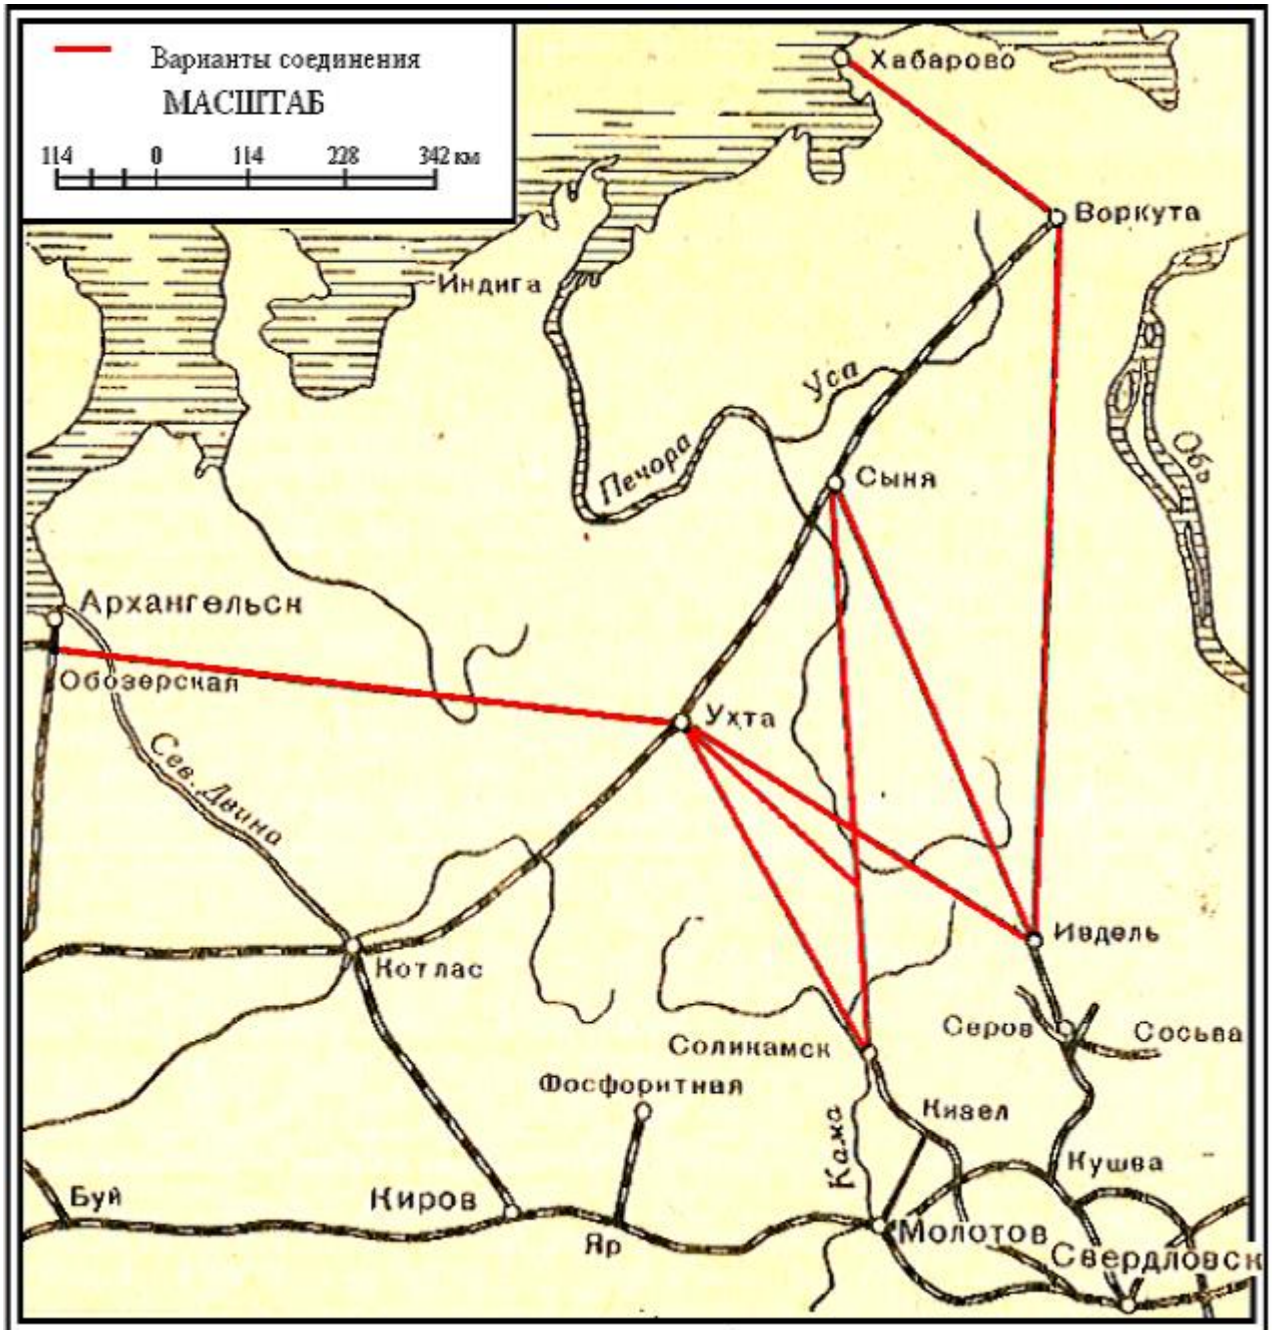 Варианты соединения
МАСШТАБ
114 0 114 228 342 км
Хабарово
Воркута
Индига
Уса
Печора
Сыня
Обь
Архангельск
Обозерская
Ухта
Сев. Двина
Ивдель
Котлас
Серов
Сосьва
Соликамск
Фосфоритная
Кизел
Кама
Кушва
Буй
Киров
Молотов
Яр
Свердловск